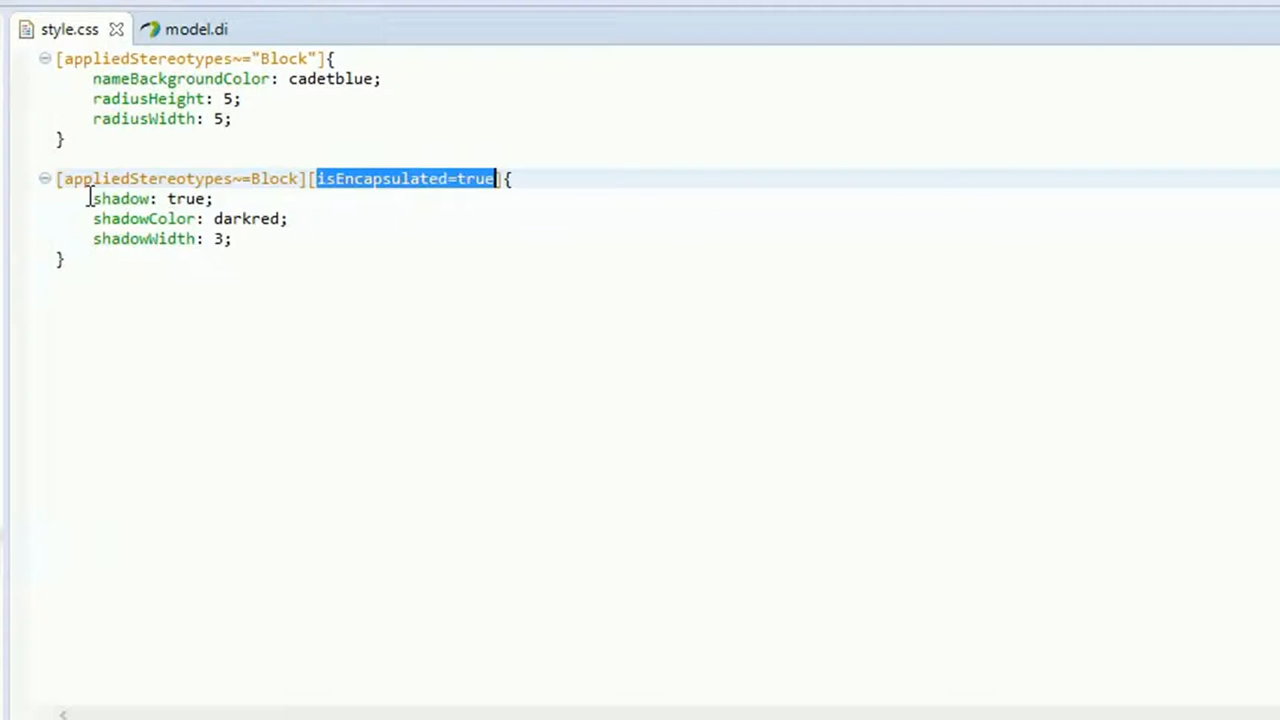 style.css
model.di
[appliedStereotypes~="Block"]{
nameBackgroundColor: cadetblue;
radiusHeight: 5;
radiusWidth: 5;
}
[appliedStereotypes~=Block][isEncapsulated=true]{
shadow: true;
shadowColor: darkred;
shadowWidth: 3;
}